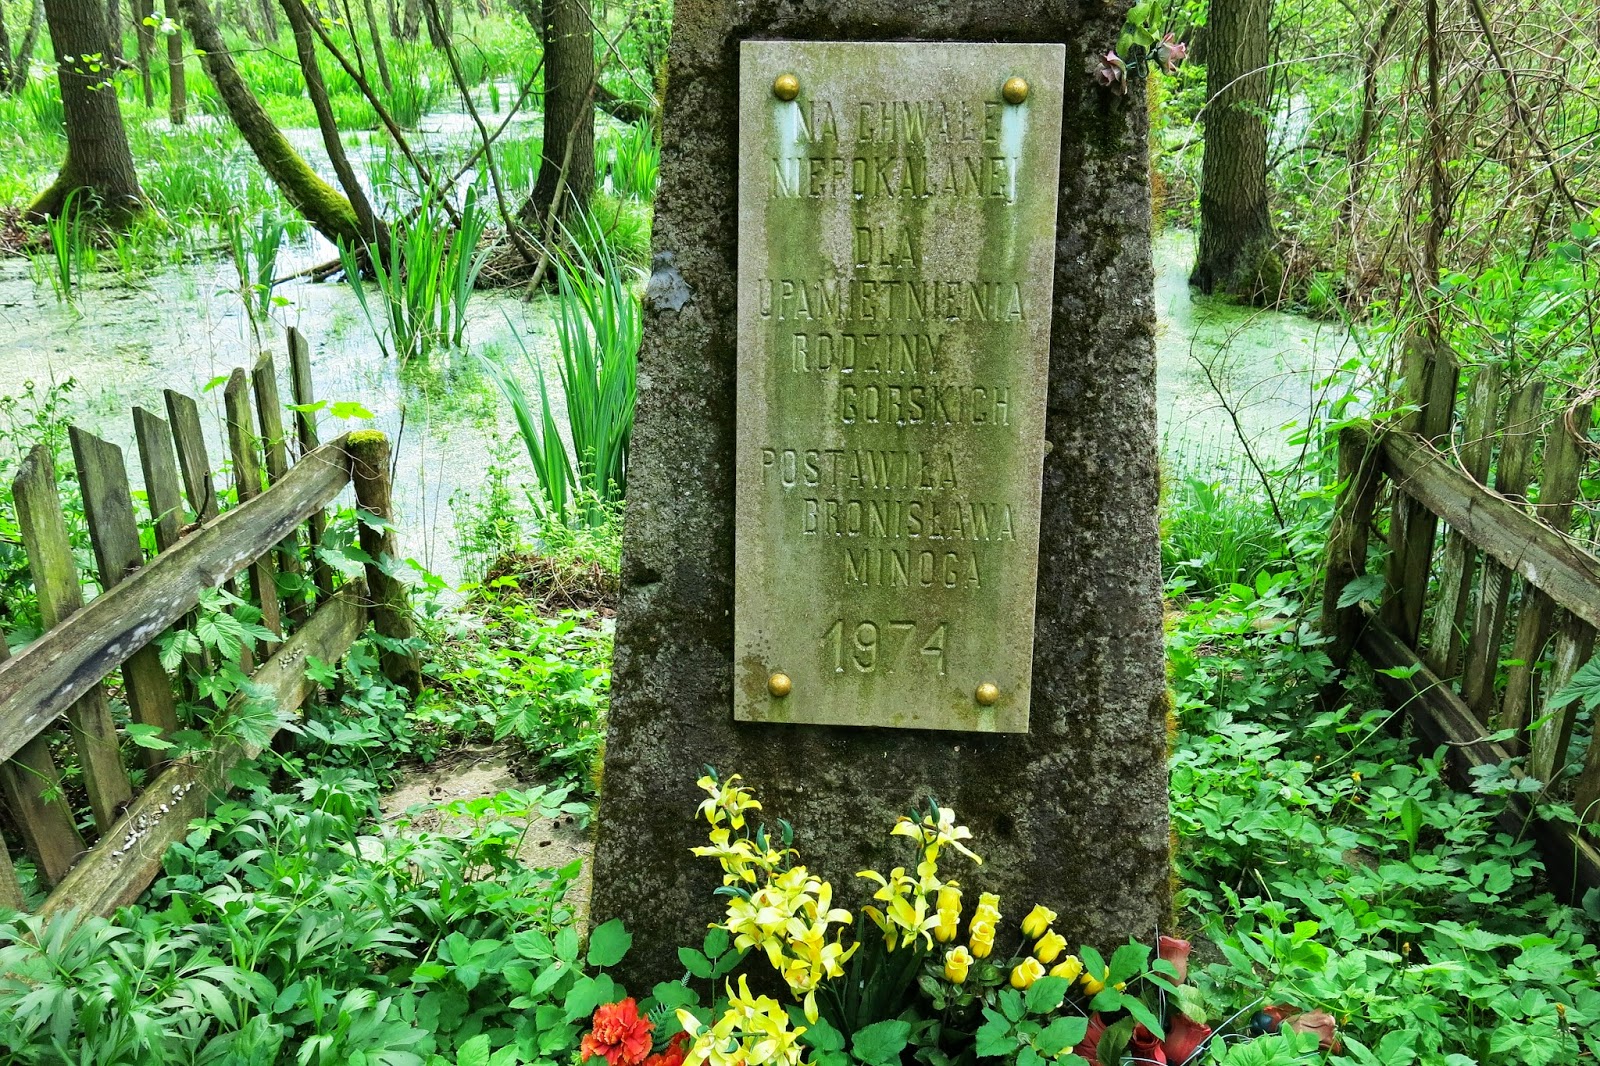 NA CHWAŁĘ
NIEPOKALANEJ
DLA
UPAMIĘTNIENIA
RODZINY
GÓRSKICH
POSTAWIŁA
BRONISŁAWA
MINOGA
1974